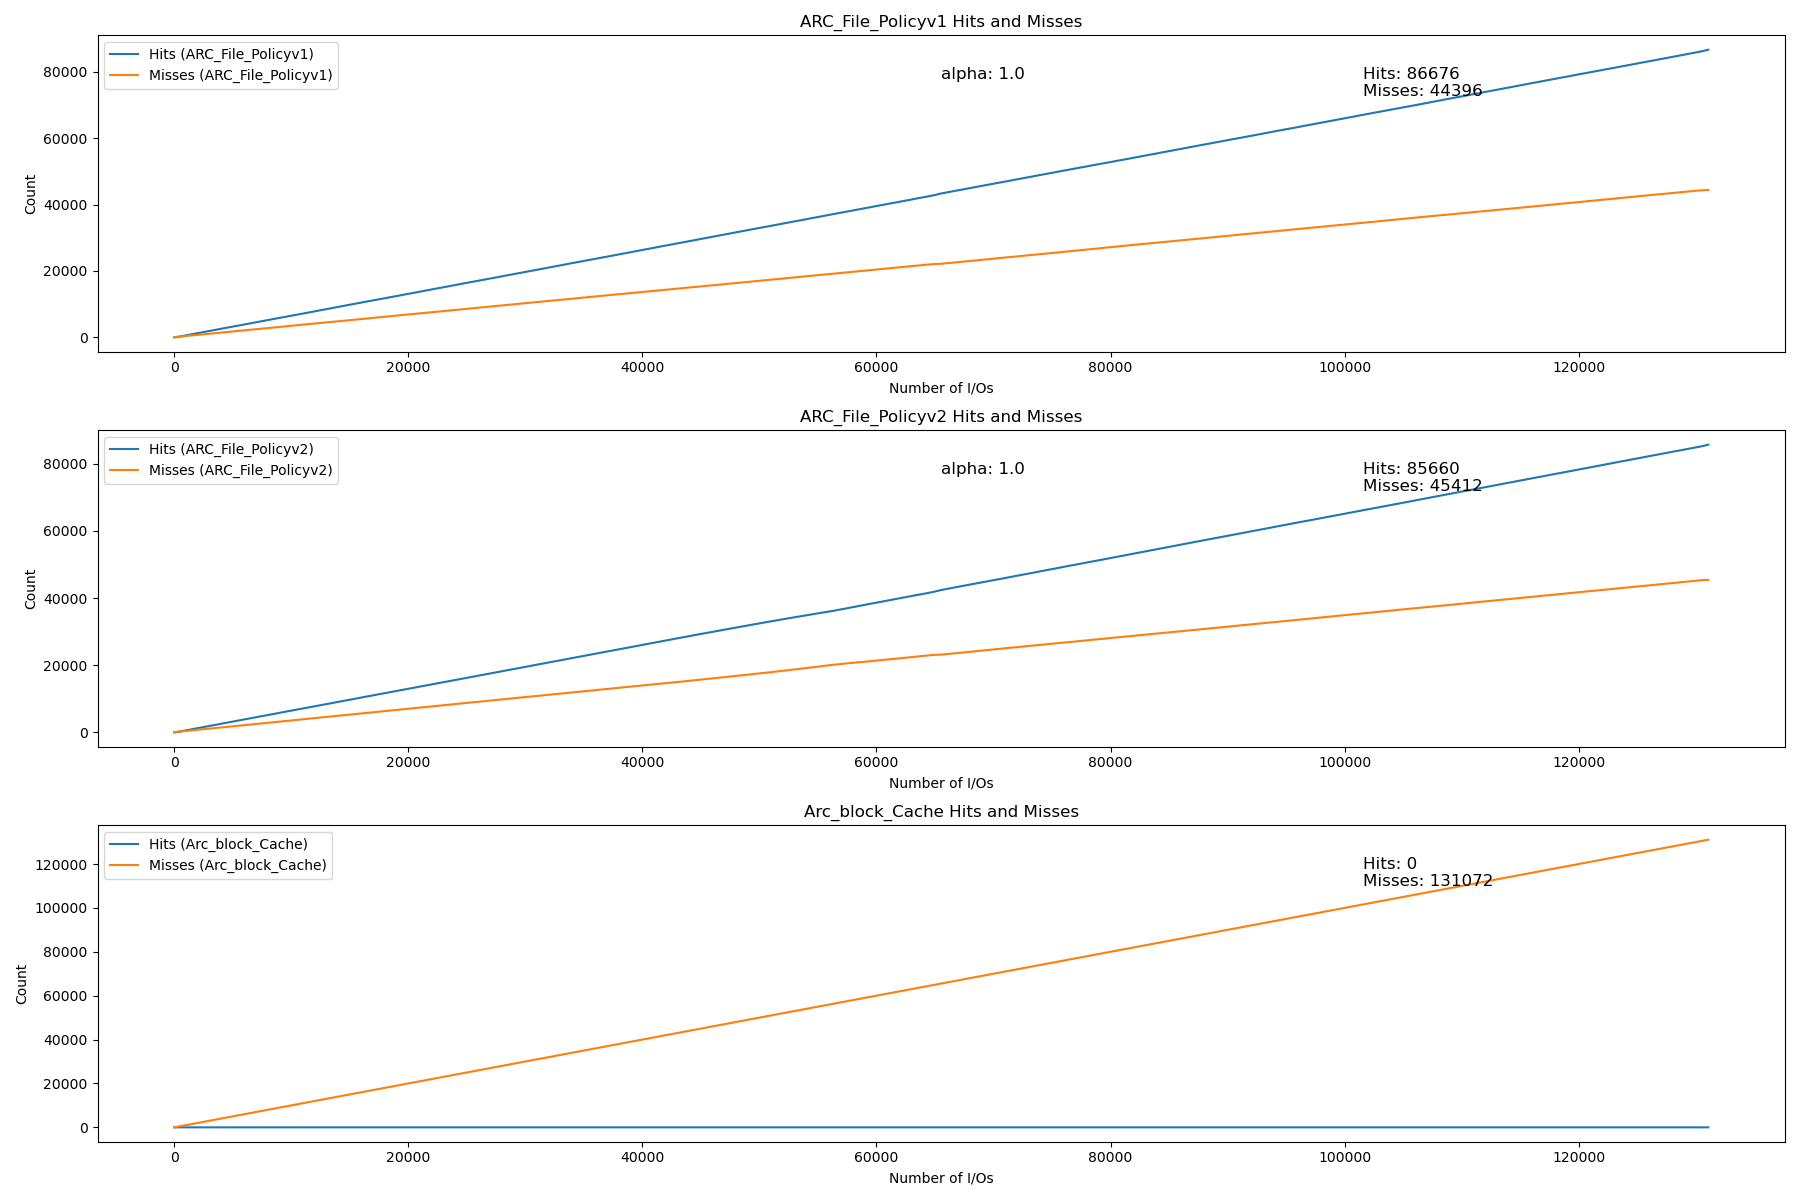 ARC_File_Policyv1 Hits and Misses
Hits (ARC_File_Policyv1)
Misses (ARC_File_Policyv1)
alpha: 1.0
Hits: 86676
Misses: 44396
80000
60000
40000
20000
0
Count
0 20000 40000 60000 80000 100000 120000
Number of I/Os
ARC_File_Policyv2 Hits and Misses
Hits (ARC_File_Policyv2)
Misses (ARC_File_Policyv2)
alpha: 1.0
Hits: 85660
Misses: 45412
80000
60000
40000
20000
0
Count
0 20000 40000 60000 80000 100000 120000
Number of I/Os
Arc_block_Cache Hits and Misses
Hits (Arc_block_Cache)
Misses (Arc_block_Cache)
Hits: 0
Misses: 131072
120000
100000
80000
60000
40000
20000
0
Count
0 20000 40000 60000 80000 100000 120000
Number of I/Os